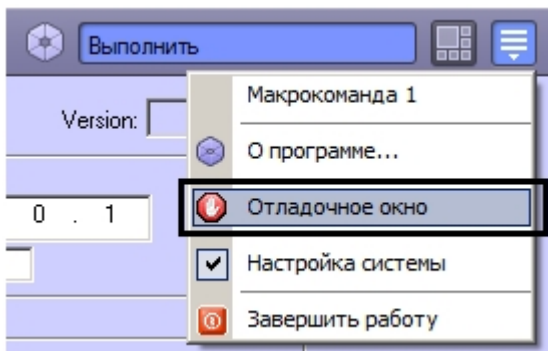 Выполнить
Макрокоманда 1
Version:
О программе...
0 . 1
Отладочное окно
Настройка системы
Завершить работу